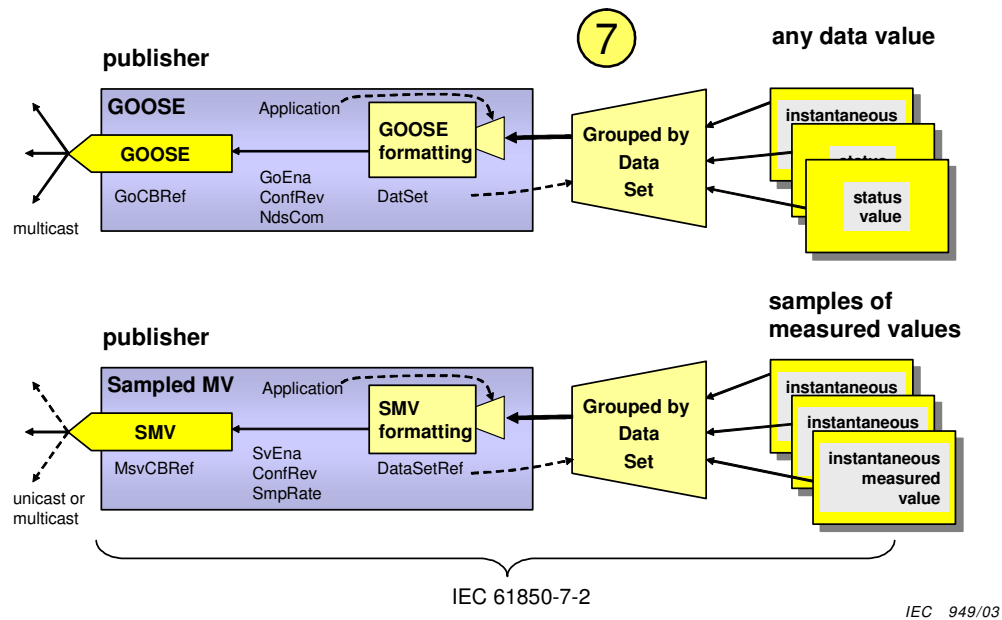 7
any data value
publisher
GOOSE
Application
GOOSE
formatting
GOOSE
GoCBRef
GoEna
ConfRev
NdsCom
DatSet
multicast
Grouped by
Data
Set
instantaneous
status
status
value
samples of
measured values
publisher
Sampled MV
Application
SMV
formatting
SMV
MsvCBRef
SvEna
ConfRev
SmpRate
DataSetRef
unicast or
multicast
Grouped by
Data
Set
instantaneous
instantaneous
instantaneous
measured
value
IEC 61850-7-2
IEC 949/03